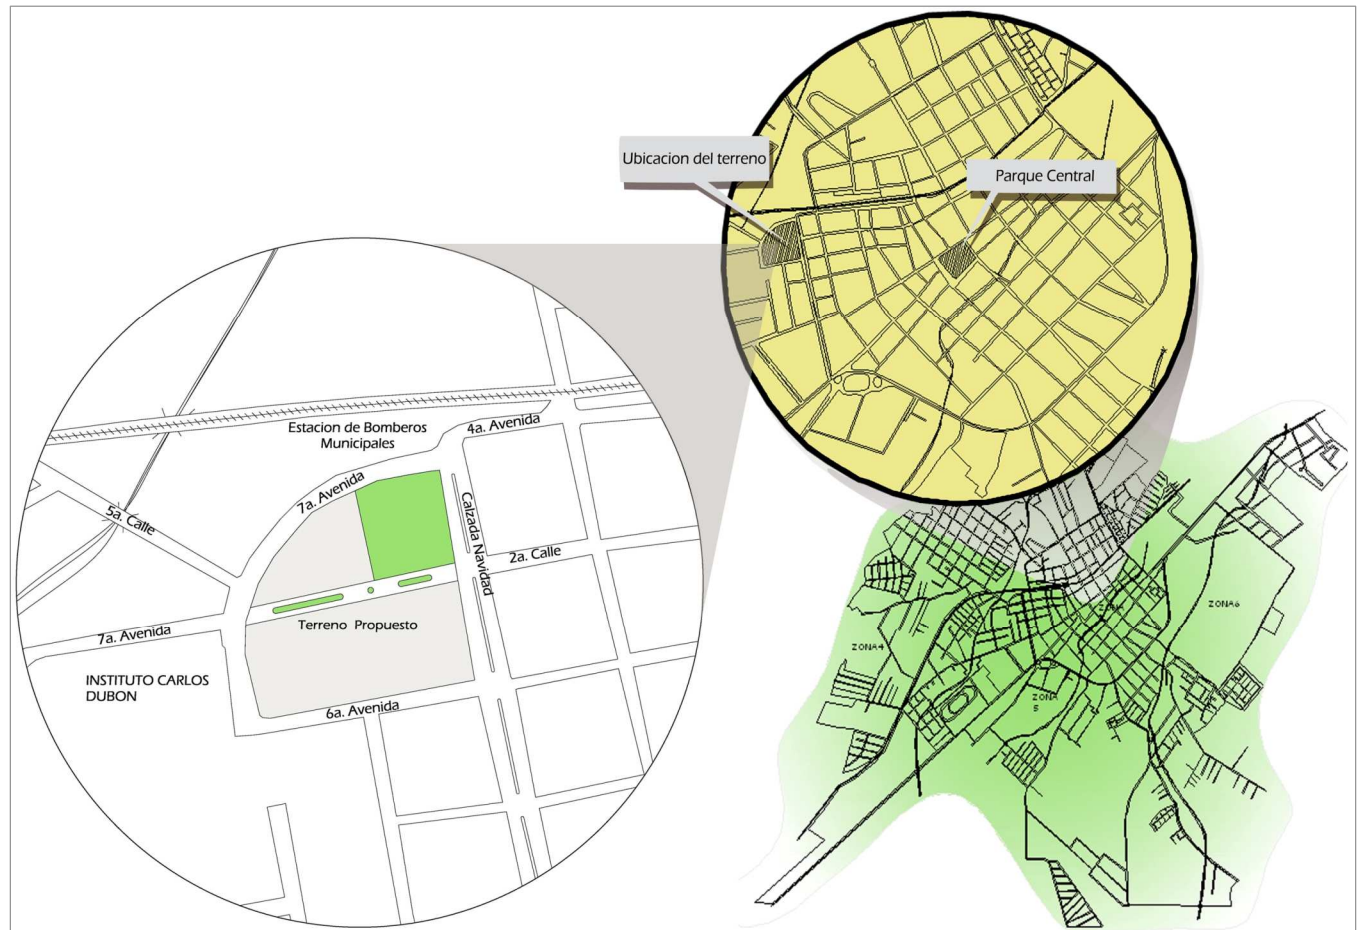 Ubicacion del terreno
Parque Central
Estacion de Bomberos
Municipales
4a. Avenida
7a. Avenida
5a. Calle
Calzada Navidad
2a. Calle
7a. Avenida
Terreno Propuesto
INSTITUTO CARLOS
DUBON
6a. Avenida
ZONA6
ZONA4
ZONA
5